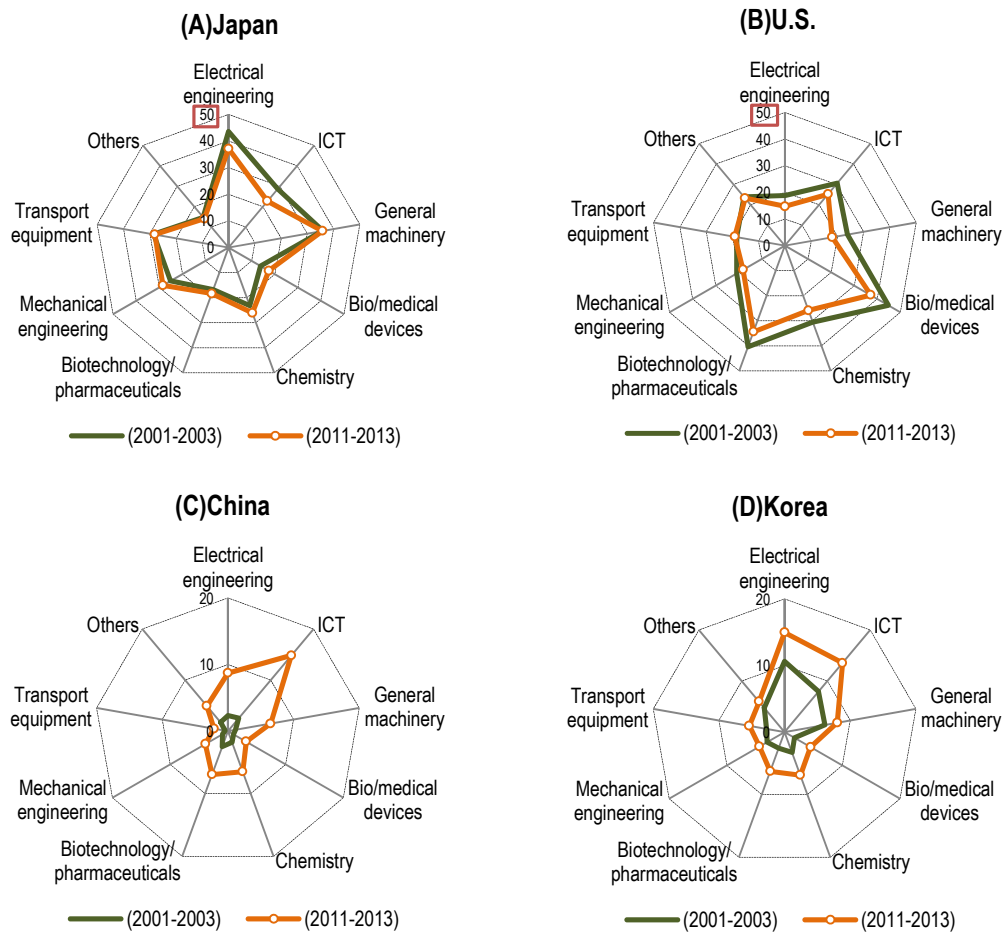 (A)Japan
Electrical
engineering
50
40
30
20
10
0
ICT
General
machinery
Bio/medical
devices
Chemistry
Biotechnology/
pharmaceuticals
Mechanical
engineering
Transport
equipment
Others
(2001-2003)
(2011-2013)
(B)U.S.
Electrical
engineering
50
40
30
20
10
0
ICT
General
machinery
Bio/medical
devices
Chemistry
Biotechnology/
pharmaceuticals
Mechanical
engineering
Transport
equipment
Others
(2001-2003)
(2011-2013)
(C)China
Electrical
engineering
20
10
0
ICT
General
machinery
Bio/medical
devices
Chemistry
Biotechnology/
pharmaceuticals
Mechanical
engineering
Transport
equipment
Others
(2001-2003)
(2011-2013)
(D)Korea
Electrical
engineering
20
10
0
ICT
General
machinery
Bio/medical
devices
Chemistry
Biotechnology/
pharmaceuticals
Mechanical
engineering
Transport
equipment
Others
(2001-2003)
(2011-2013)